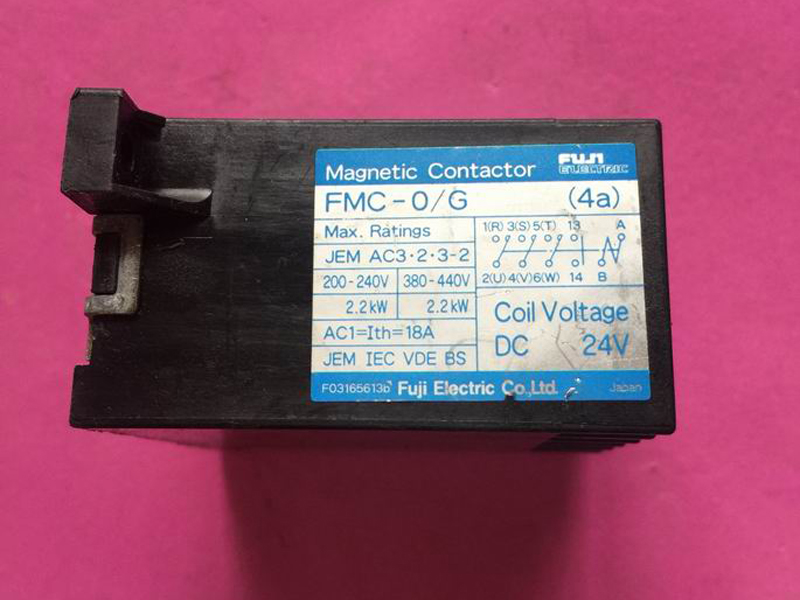 Magnetic Contactor FUJI ELECTRIC
FMC-0/G (4a)
Max. Ratings
JEM AC3·2·3-2
200-240V 380-440V
2.2kW 2.2kW
AC1=Ith=18A
JEM IEC VDE BS
1(R) 3(S) 5(T) 13 A
2(U) 4(V) 6(W) 14 B
Coil Voltage
DC 24V
F03165613b Fuji Electric Co.,Ltd. Japan